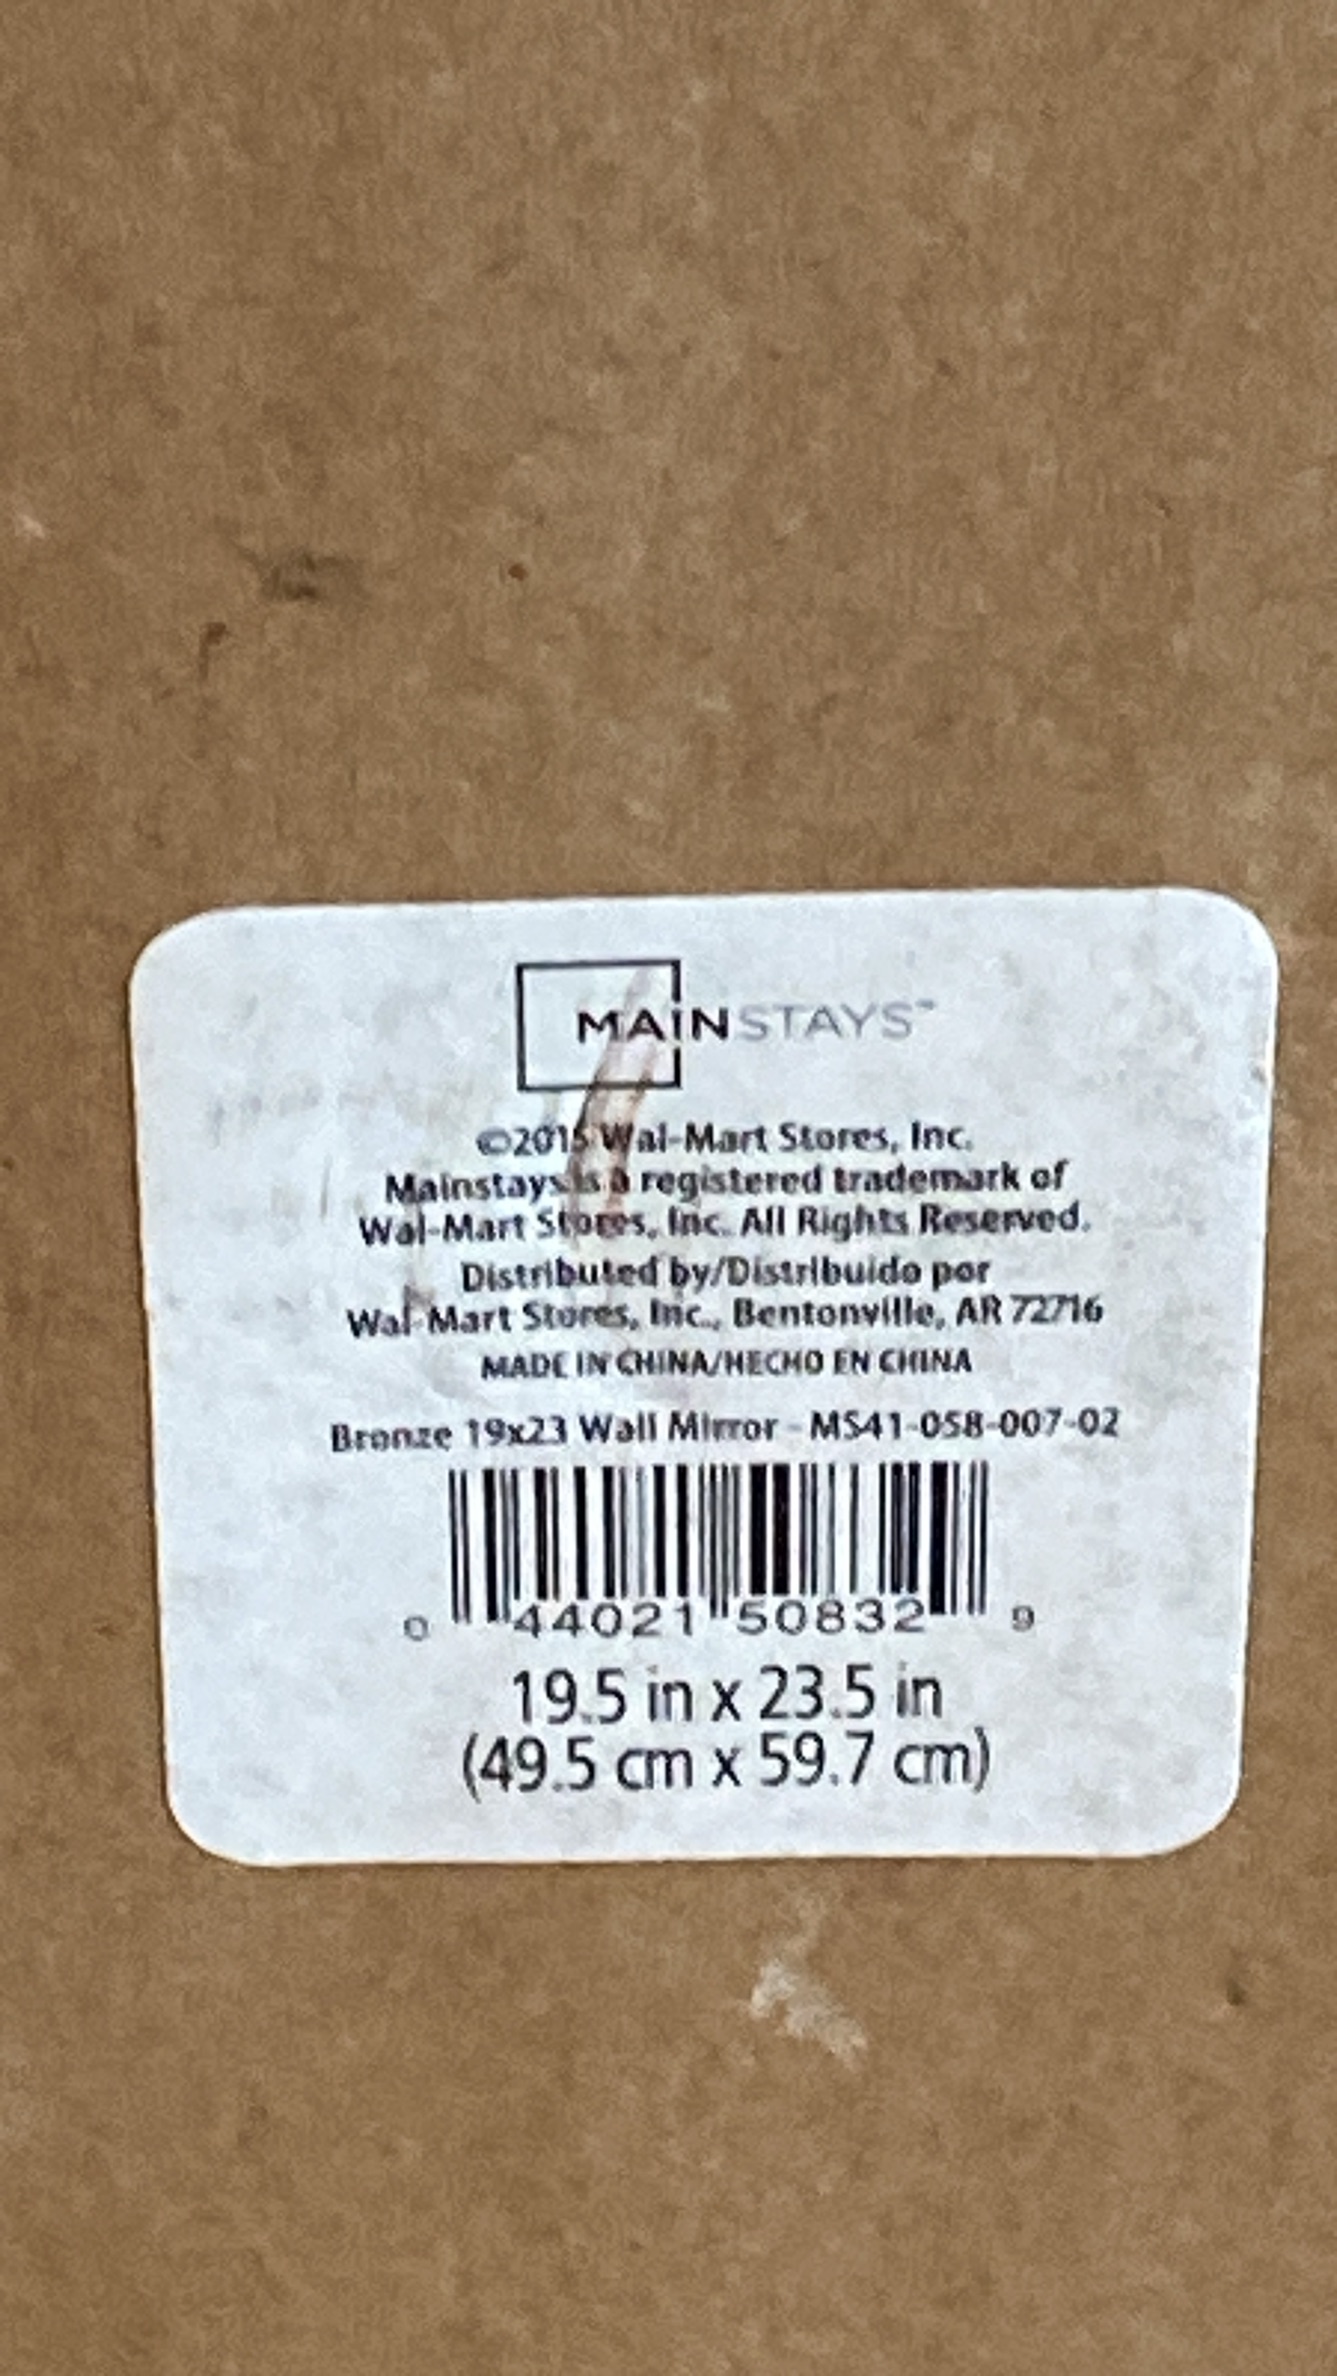 MAINSTAYS™
©2015 Wal-Mart Stores, Inc.
Mainstays is a registered trademark of
Wal-Mart Stores, Inc. All Rights Reserved.
Distributed by/Distribuido por
Wal-Mart Stores, Inc., Bentonville, AR 72716
MADE IN CHINA/HECHO EN CHINA
Bronze 19x23 Wall Mirror - MS41-058-007-02
0 44021 50832 9
19.5 in x 23.5 in
(49.5 cm x 59.7 cm)